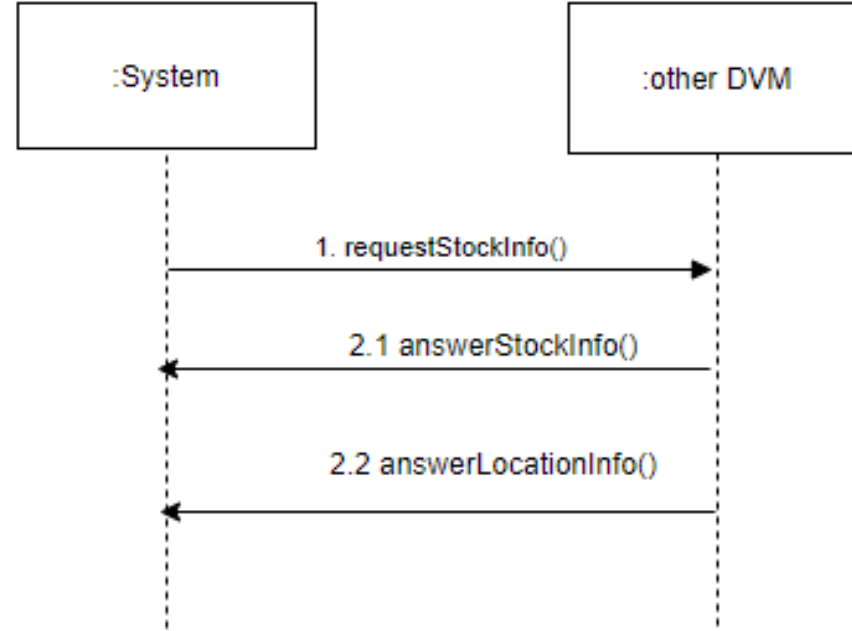 :System
:other DVM
1. requestStockInfo()
2.1 answerStockInfo()
2.2 answerLocationInfo()